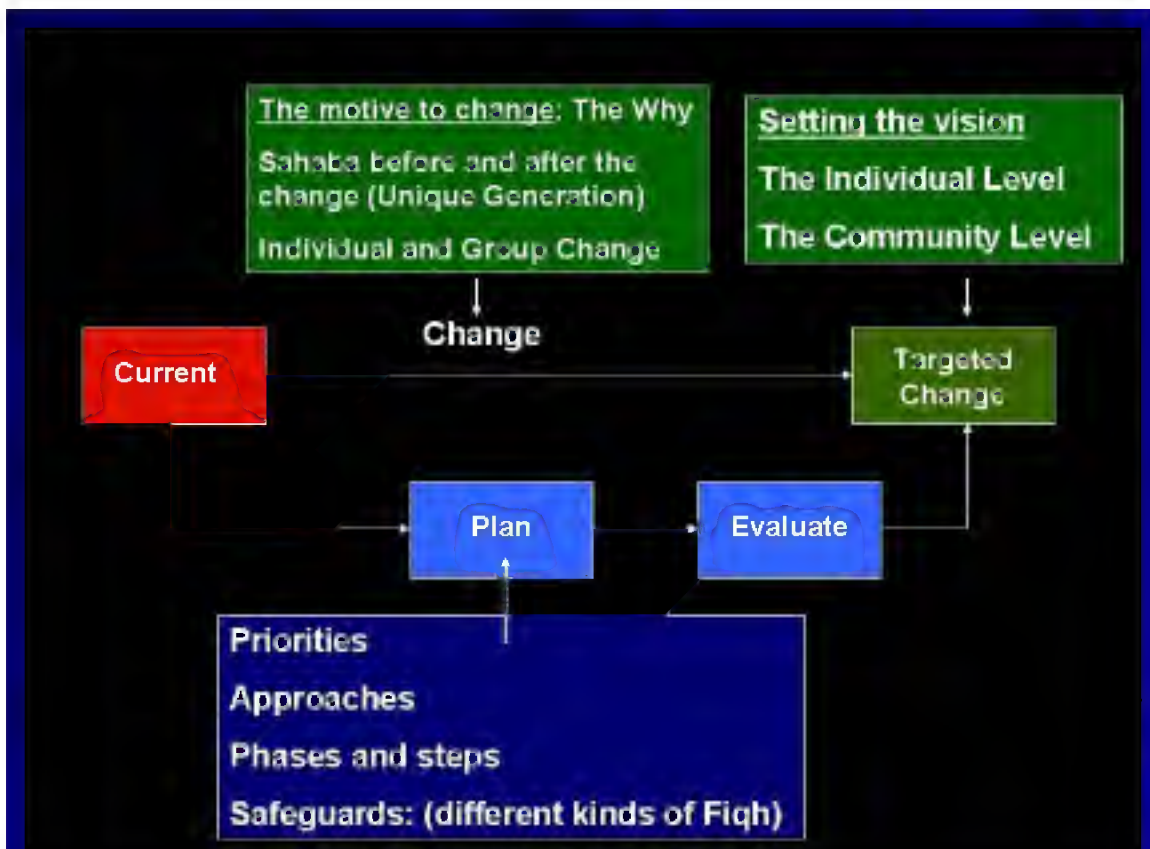 The motive to change: The Why
Sahaba before and after the
change (Unique Generation)
Individual and Group Change
Setting the vision
The Individual Level
The Community Level
Change
Current
Targeted
Change
Plan
Evaluate
Priorities
Approaches
Phases and steps
Safeguards: (different kinds of Fiqh)